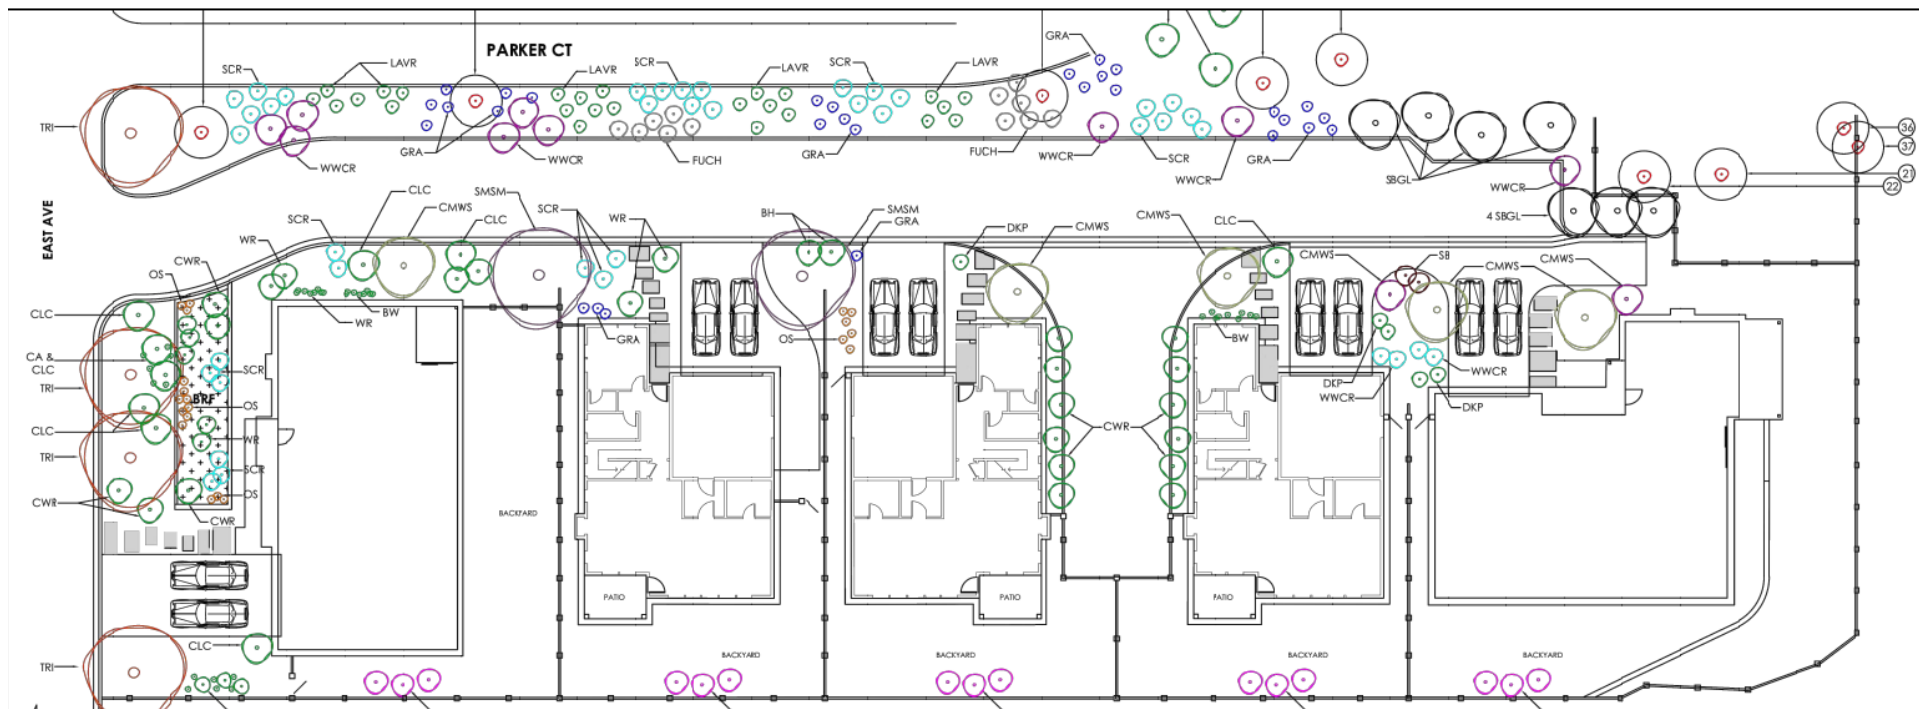 PARKER CT
GRA
SCR
LAVR
LAVR
SCR
LAVR
SCR
LAVR
TRI
GRA
WWCR
WWCR
FUCH
GRA
FUCH
WWCR
SCR
WWCR
GRA
SBGL
WWCR
36
37
21
22
4 SBGL
EAST AVE
CLC
CMWS
SMSM
CLC
SCR
SCR
WR
BH
SMSM
GRA
DKP
CMWS
CMWS
CLC
CMWS
SB
CMWS
WR
CWR
OS
CLC
WR
BW
GRA
OS
BW
CA &
CLC
TRI
SCR
BRF
OS
DKP
WWCR
WWCR
DKP
CLC
WR
CWR
TRI
SCR
OS
CWR
CWR
BACKYARD
PATIO
PATIO
PATIO
CLC
TRI
BACKYARD
BACKYARD
BACKYARD
BACKYARD